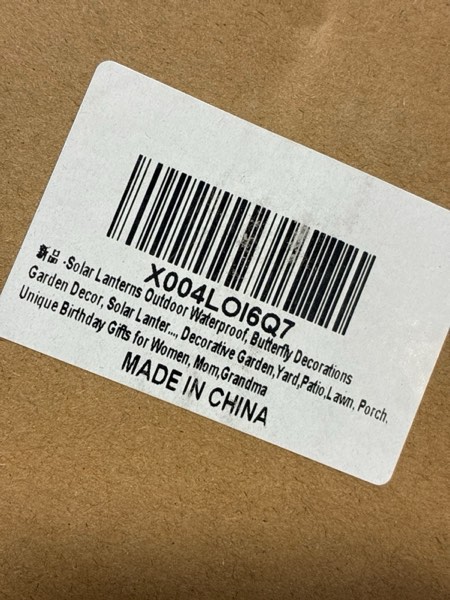 X004LOI6Q7
新品 -Solar Lanterns Outdoor Waterproof, Butterfly Decorations
Garden Decor, Solar Lanter..., Decorative Garden,Yard,Patio,Lawn, Porch,
Unique Birthday Gifts for Women, Mom,Grandma
MADE IN CHINA